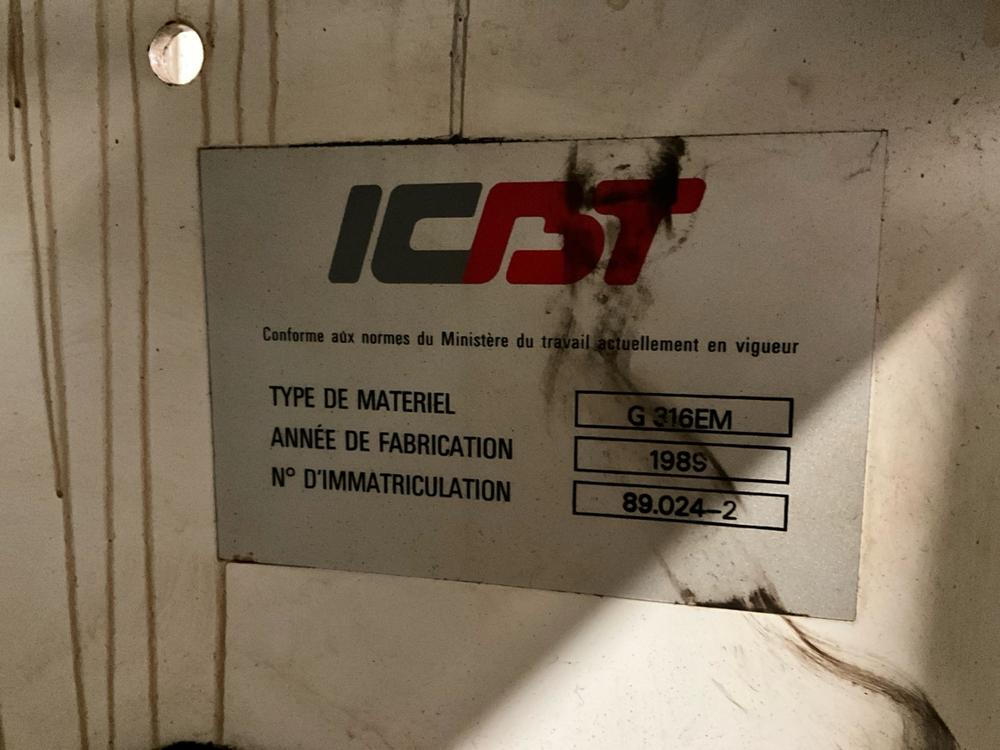 ICBT
Conforme aux normes du Ministère du travail actuellement en vigueur
TYPE DE MATERIEL G 316EM
ANNÉE DE FABRICATION 1989
N° D'IMMATRICULATION 89.024-2